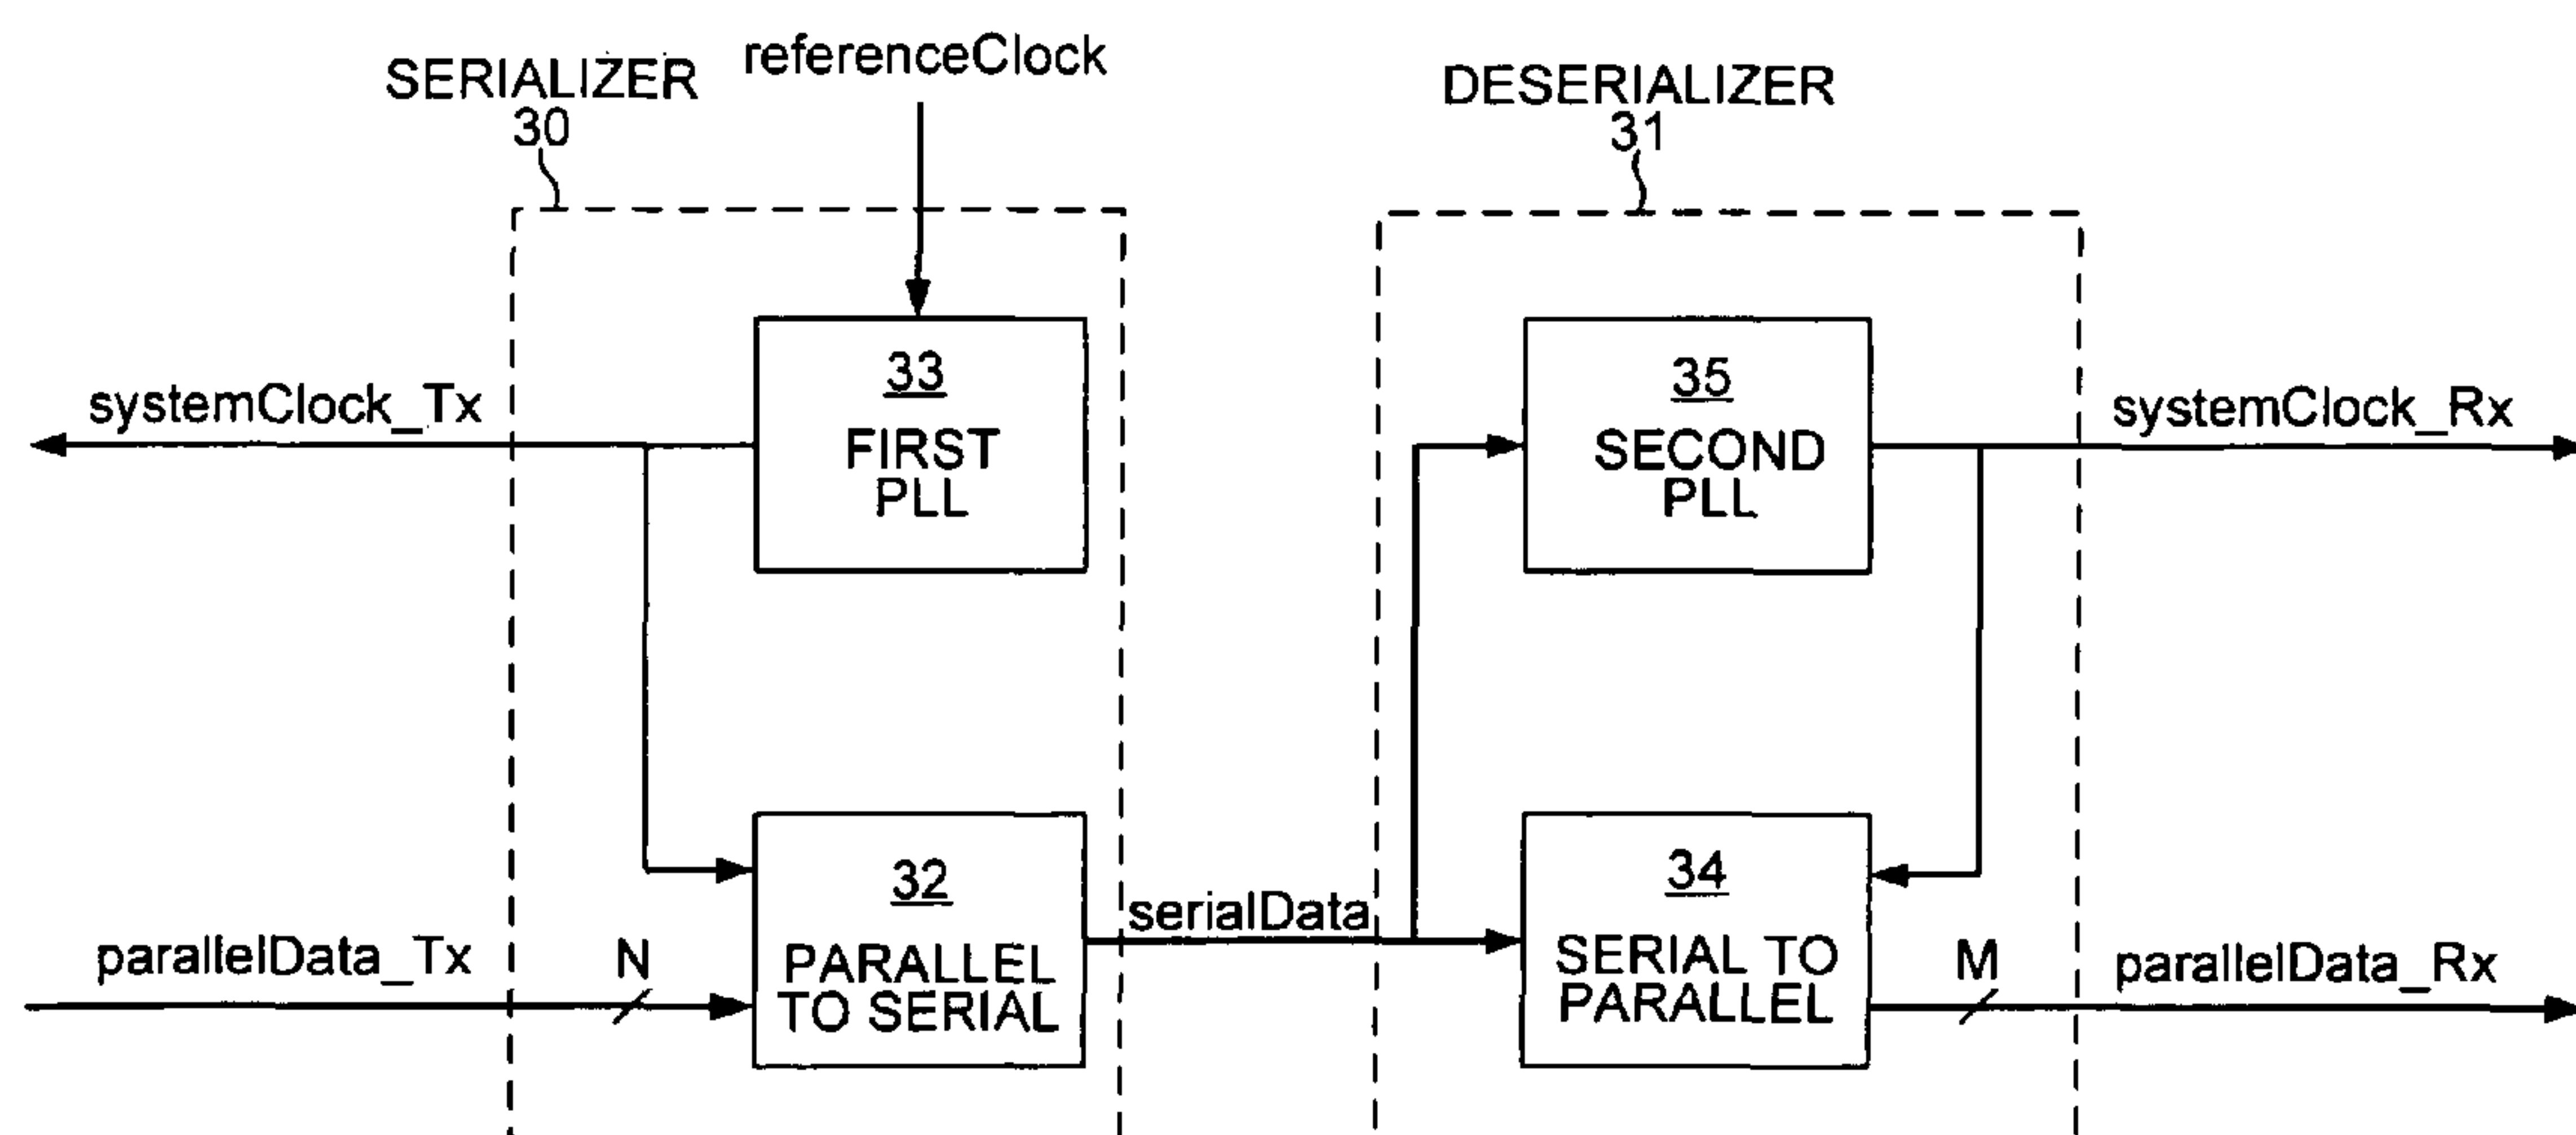 SERIALIZER
30
referenceClock
DESERIALIZER
31
systemClock_Tx
33
FIRST
PLL
35
SECOND
PLL
systemClock_Rx
parallelData_Tx
N
32
PARALLEL
TO SERIAL
serialData
34
SERIAL TO
PARALLEL
M
parallelData_Rx